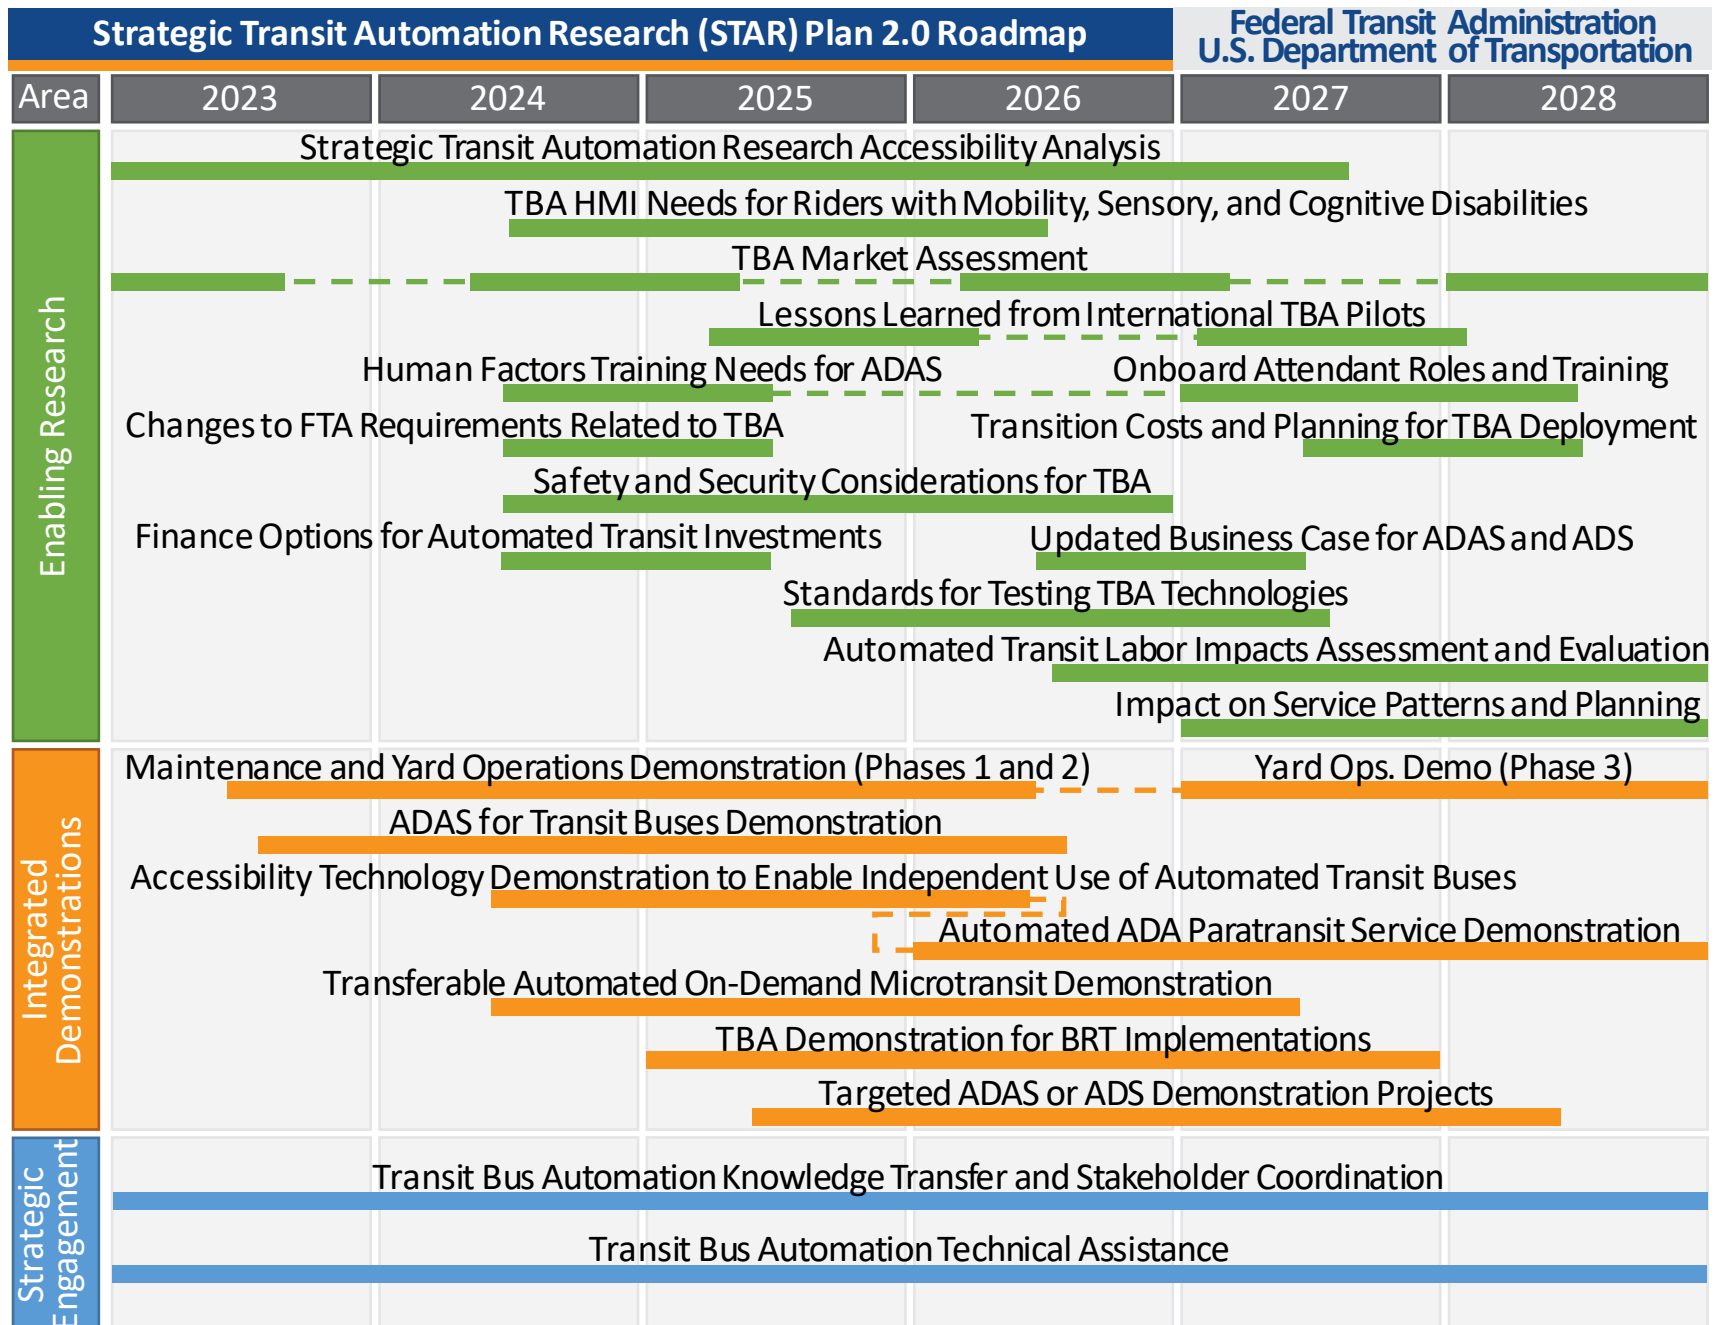 Strategic Transit Automation Research (STAR) Plan 2.0 Roadmap
Federal Transit Administration
U.S. Department of Transportation
Area 2023 2024 2025 2026 2027 2028
Enabling Research
Strategic Transit Automation Research Accessibility Analysis
TBA HMI Needs for Riders with Mobility, Sensory, and Cognitive Disabilities
TBA Market Assessment
Lessons Learned from International TBA Pilots
Human Factors Training Needs for ADAS
Onboard Attendant Roles and Training
Changes to FTA Requirements Related to TBA
Transition Costs and Planning for TBA Deployment
Safety and Security Considerations for TBA
Finance Options for Automated Transit Investments
Updated Business Case for ADAS and ADS
Standards for Testing TBA Technologies
Automated Transit Labor Impacts Assessment and Evaluation
Impact on Service Patterns and Planning
Integrated
Demonstrations
Maintenance and Yard Operations Demonstration (Phases 1 and 2)
Yard Ops. Demo (Phase 3)
ADAS for Transit Buses Demonstration
Accessibility Technology Demonstration to Enable Independent Use of Automated Transit Buses
Automated ADA Paratransit Service Demonstration
Transferable Automated On-Demand Microtransit Demonstration
TBA Demonstration for BRT Implementations
Targeted ADAS or ADS Demonstration Projects
Strategic
Engagement
Transit Bus Automation Knowledge Transfer and Stakeholder Coordination
Transit Bus Automation Technical Assistance